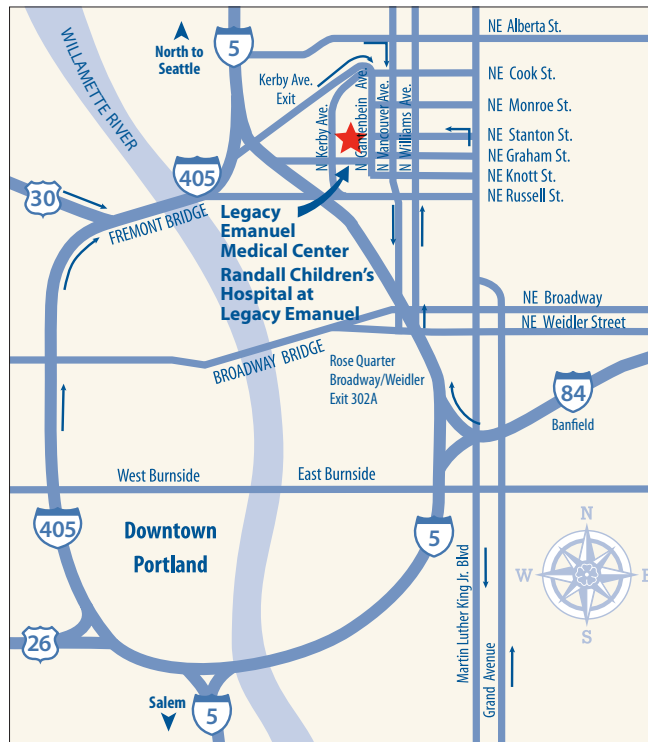 NE Alberta St.
5
North to
Seattle
WILLAMETTE RIVER
Kerby Ave.
Exit
NE Cook St.
N Kerby Ave.
N Gantenbein Ave.
N Vancouver Ave.
N Williams Ave.
NE Monroe St.
NE Stanton St.
NE Graham St.
NE Knott St.
NE Russell St.
405
30
FREMONT BRIDGE
Legacy
Emanuel
Medical Center
Randall Children's
Hospital at
Legacy Emanuel
NE Broadway
NE Weidler Street
BROADWAY BRIDGE
Rose Quarter
Broadway/Weidler
Exit 302A
84
Banfield
West Burnside
East Burnside
405
Downtown
Portland
5
N
W
E
S
Martin Luther King Jr. Blvd
Grand Avenue
26
Salem
5